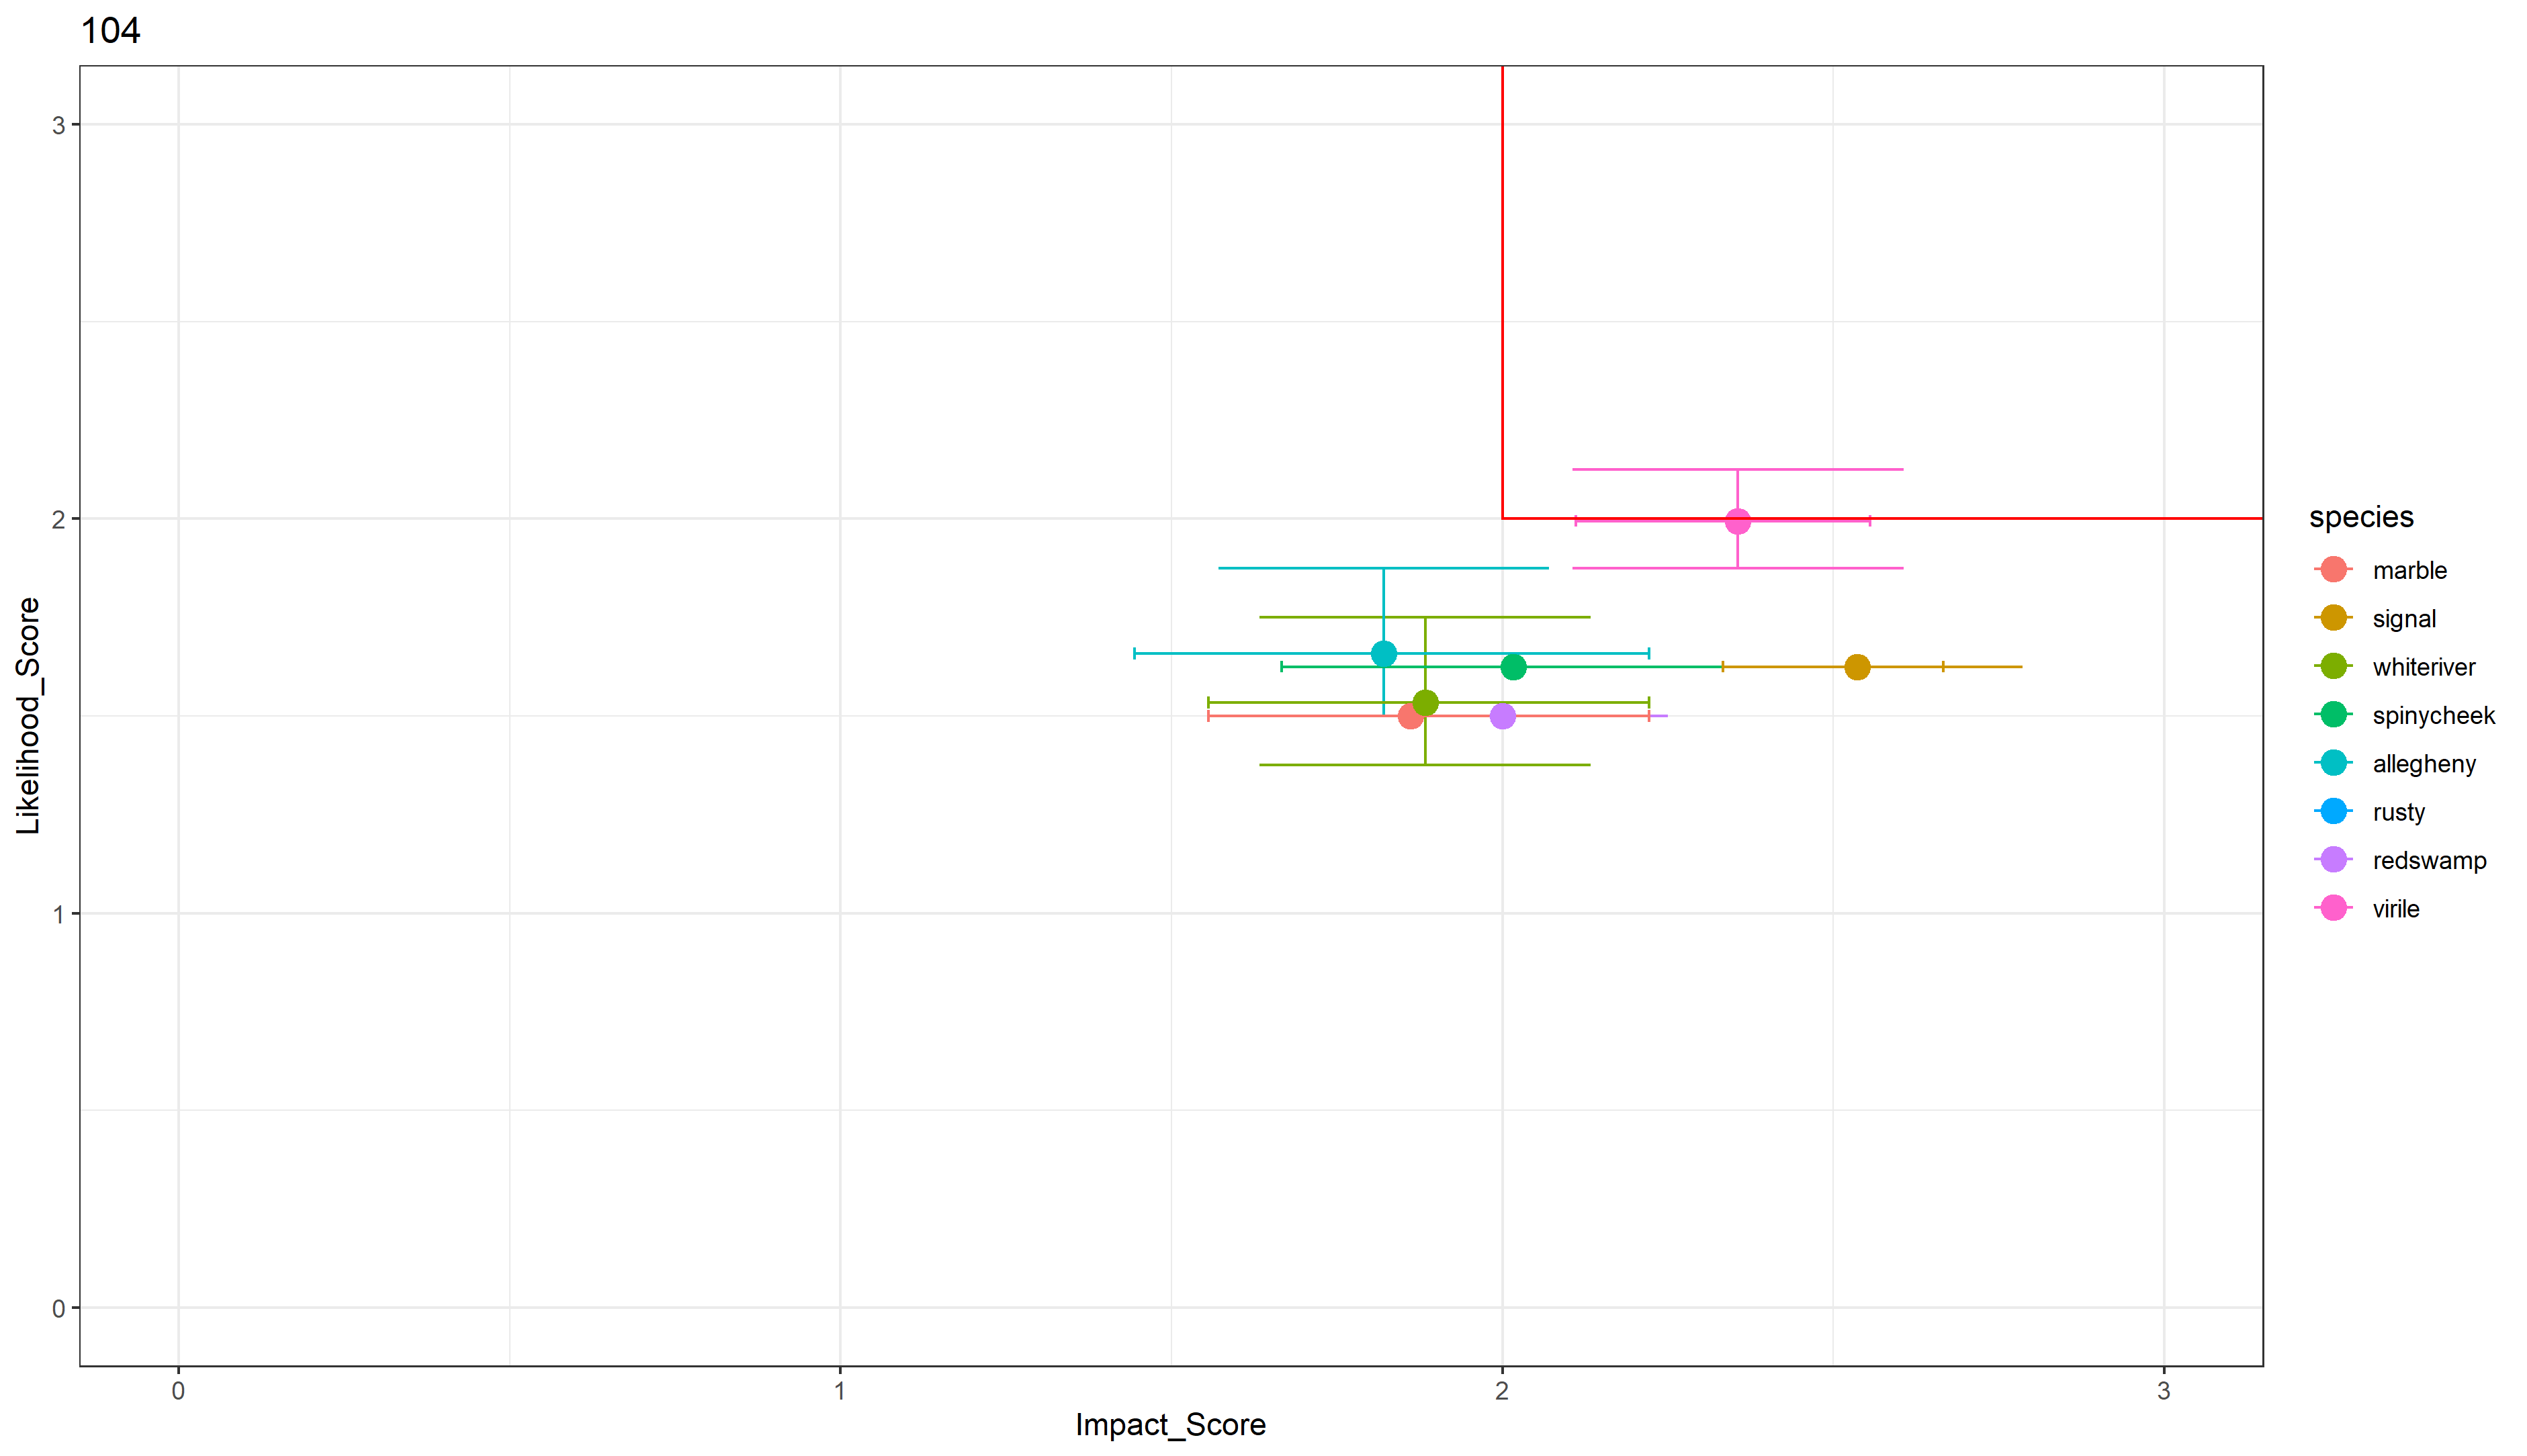 104
3
2
1
0
Likelihood_Score
0 1 2 3
Impact_Score
species
marble
signal
whiteriver
spinycheek
allegheny
rusty
redswamp
virile